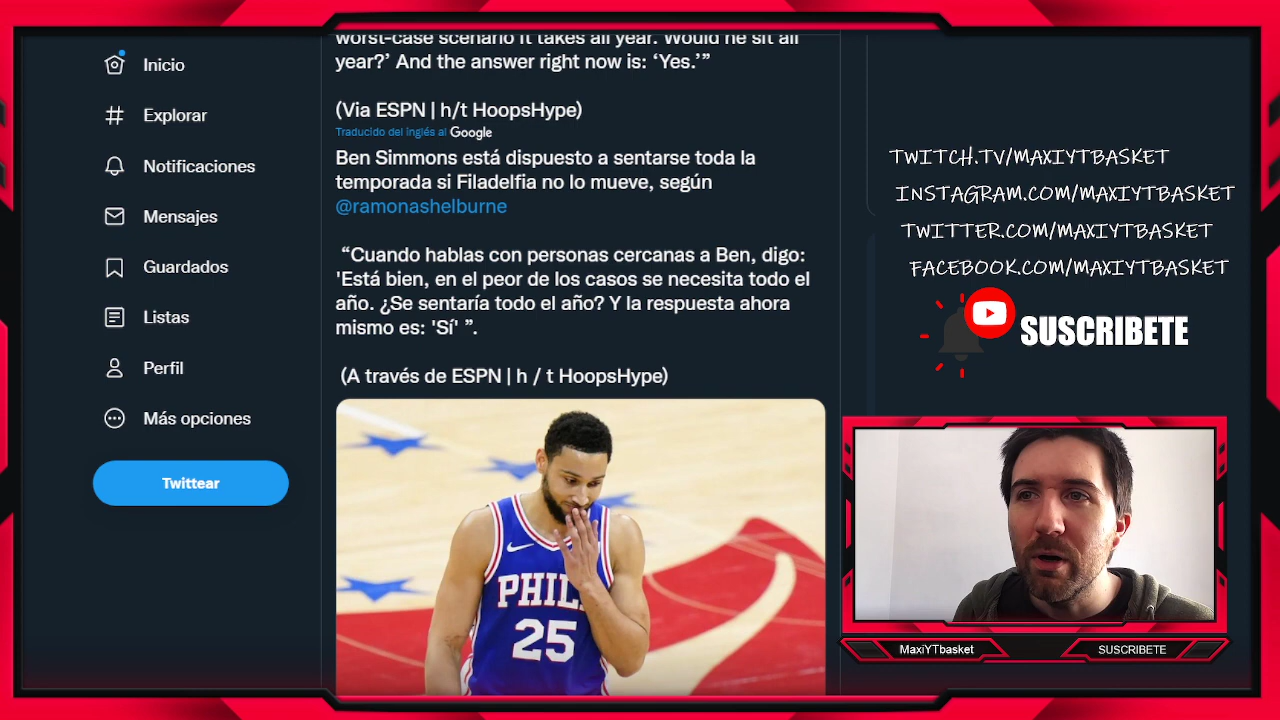 Inicio
Explorar
Notificaciones
Mensajes
Guardados
Listas
Perfil
Más opciones
Twittear
worst-case scenario it takes all year. Would he sit all
year?’ And the answer right now is: ‘Yes.’”
(Via ESPN | h/t HoopsHype)
Traducido del inglés al Google
Ben Simmons está dispuesto a sentarse toda la
temporada si Filadelfia no lo mueve, según
@ramonashelburne
“Cuando hablas con personas cercanas a Ben, digo:
'Está bien, en el peor de los casos se necesita todo el
año. ¿Se sentaría todo el año? Y la respuesta ahora
mismo es: 'Sí' ”.
(A través de ESPN | h / t HoopsHype)
PHIL
25
TWITCH.TV/MAXIYTBASKET
INSTAGRAM.COM/MAXIYTBASKET
TWITTER.COM/MAXIYTBASKET
FACEBOOK.COM/MAXIYTBASKET
SUSCRIBETE
MaxiYTbasket
SUSCRIBETE